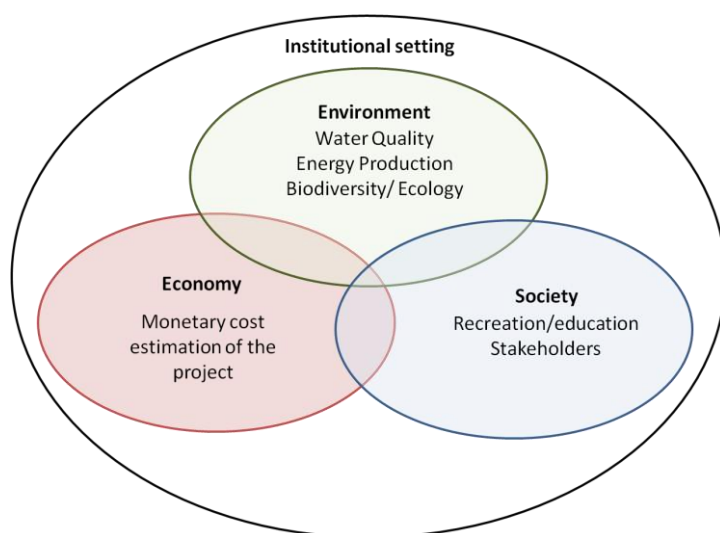 Institutional setting
Environment
Water Quality
Energy Production
Biodiversity/ Ecology
Economy
Monetary cost
estimation of the
project
Society
Recreation/education
Stakeholders